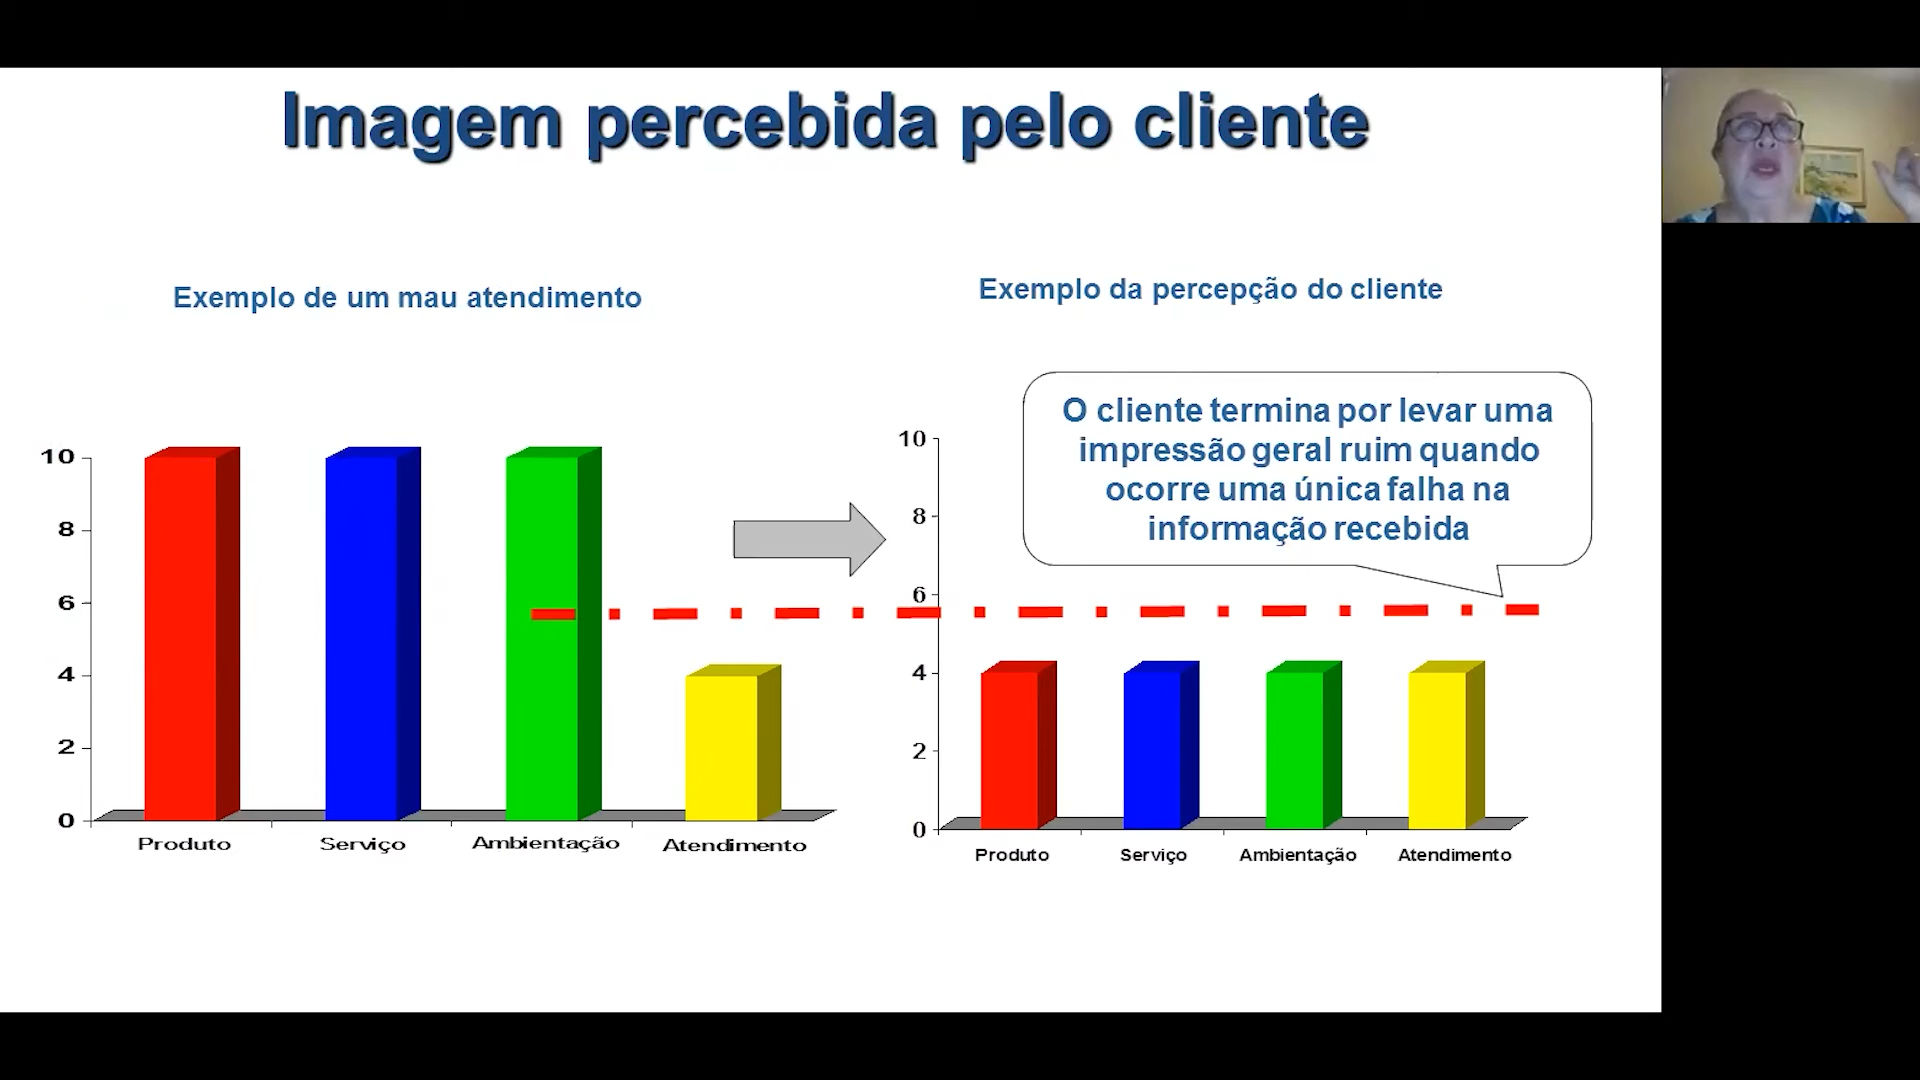 Imagem percebida pelo cliente
Exemplo de um mau atendimento
10
8
6
4
2
0
Produto Serviço Ambientação Atendimento
Exemplo da percepção do cliente
O cliente termina por levar uma
impressão geral ruim quando
ocorre uma única falha na
informação recebida
10
8
6
4
2
0
Produto Serviço Ambientação Atendimento